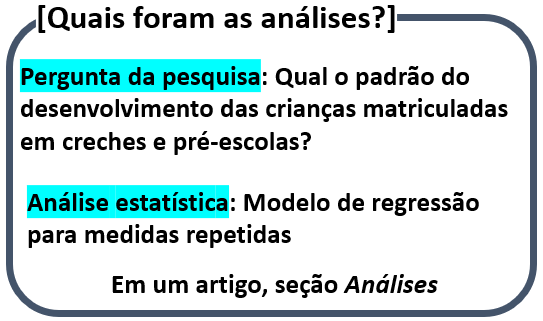 [Quais foram as análises?]
Pergunta da pesquisa: Qual o padrão do
desenvolvimento das crianças matriculadas
em creches e pré-escolas?
Análise estatística: Modelo de regressão
para medidas repetidas
Em um artigo, seção Análises